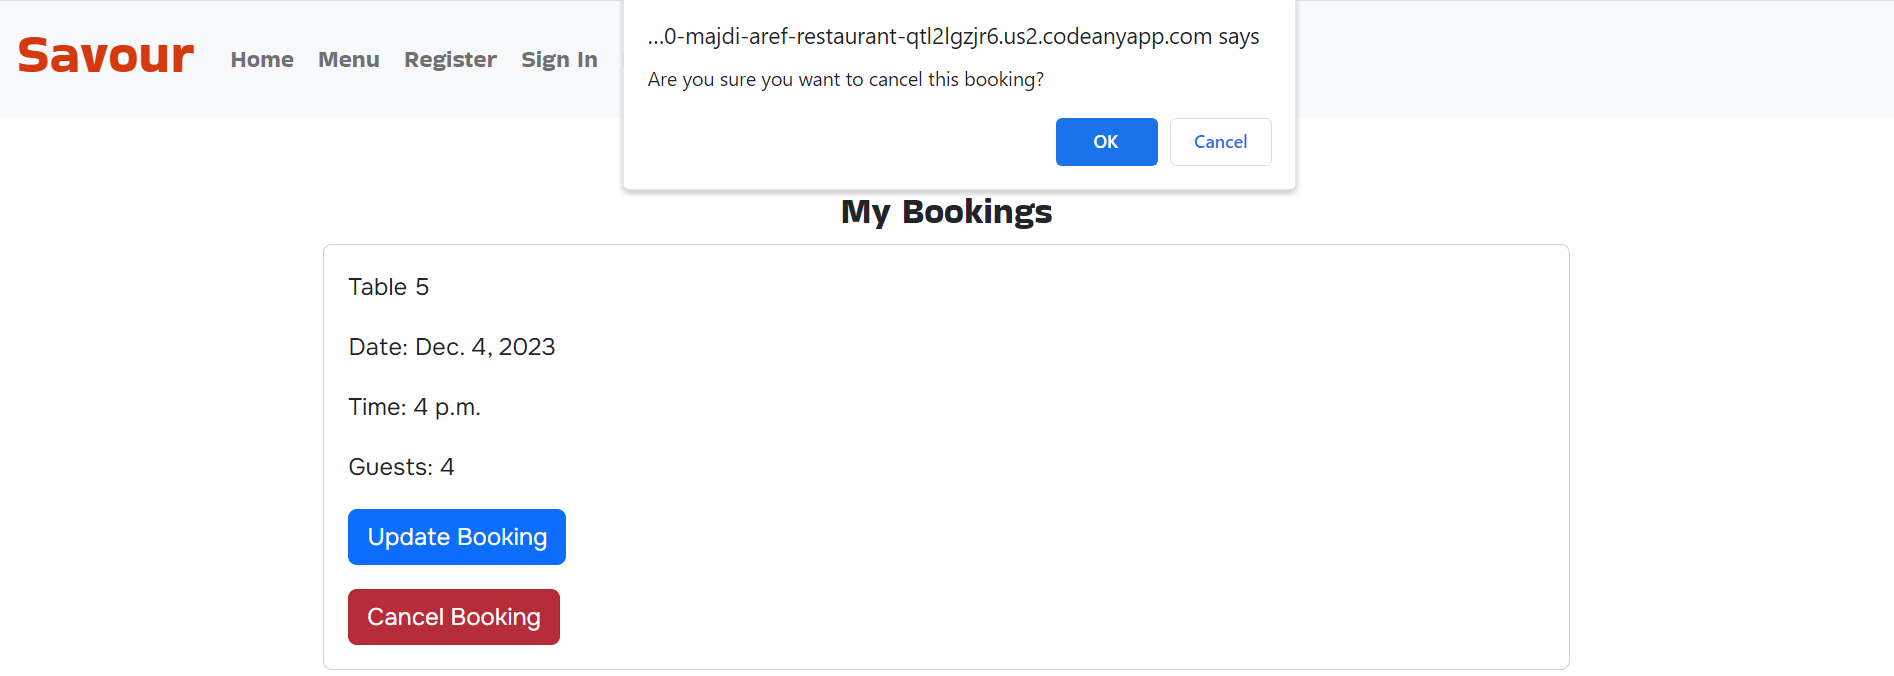 Savour
Home Menu Register Sign In
...0-majdi-aref-restaurant-qtl2lgzjr6.us2.codeanyapp.com says
Are you sure you want to cancel this booking?
OK Cancel
My Bookings
Table 5
Date: Dec. 4, 2023
Time: 4 p.m.
Guests: 4
Update Booking
Cancel Booking